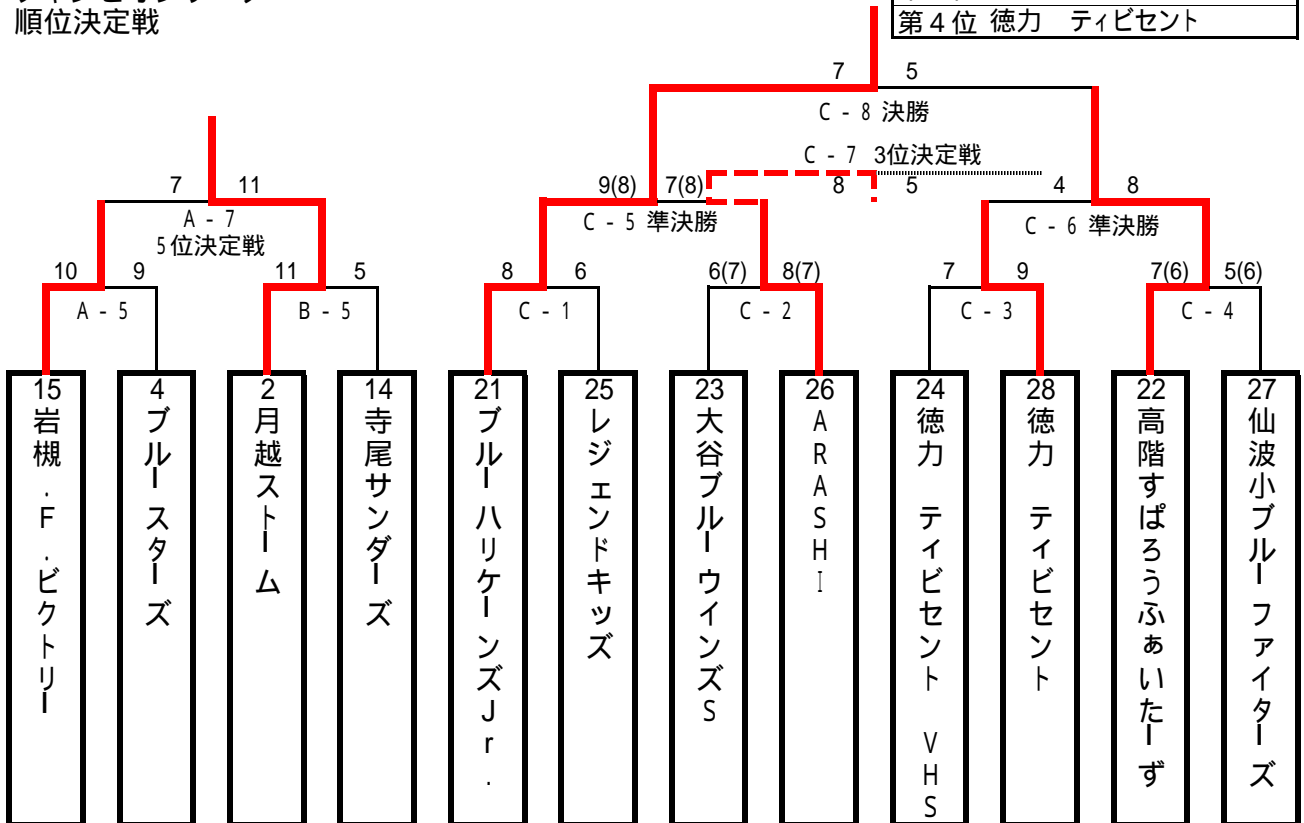 順位決定戦
第4位 徳力 ティビセント
7 5
C - 8 決勝
C - 7 3位決定戦
8 5
7 11
A - 7
5位決定戦
9(8) 7(8)
C - 5 準決勝
4 8
C - 6 準決勝
10 9
A - 5
11 5
B - 5
8 6
C - 1
6(7) 8(7)
C - 2
7 9
C - 3
7(6) 5(6)
C - 4
15
岩槻.F.ビクトリー
4
ブルースターズ
2
月越ストーム
14
寺尾サンダーズ
21
ブルーハリケーンズJr.
25
レジェンドキッズ
23
大谷ブルーウインズS
26
ARASHI
24
徳力 ティビセント VHS
28
徳力 ティビセント
22
高階すぱろうふぁいたーず
27
仙波小ブルーファイターズ